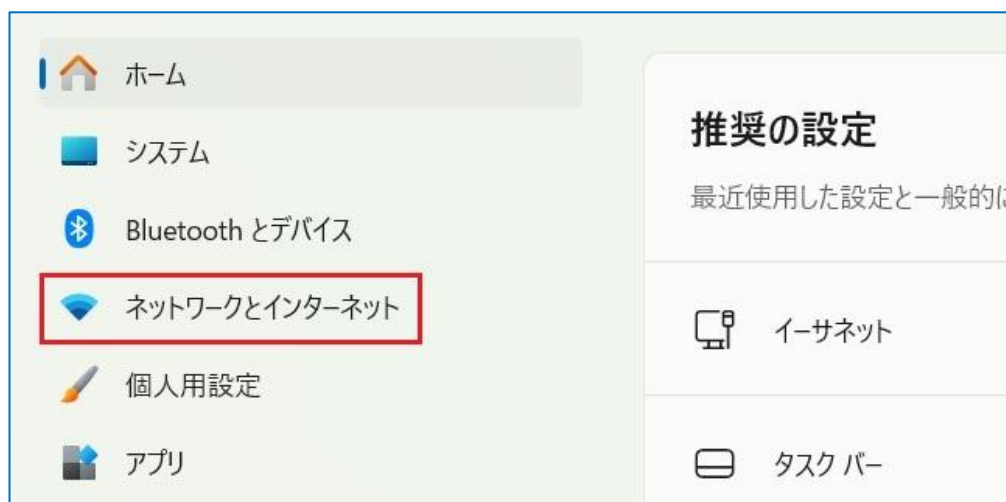 ホーム
システム
Bluetooth とデバイス
ネットワークとインターネット
個人用設定
アプリ
推奨の設定
最近使用した設定と一般的に
イーサネット
タスク バー